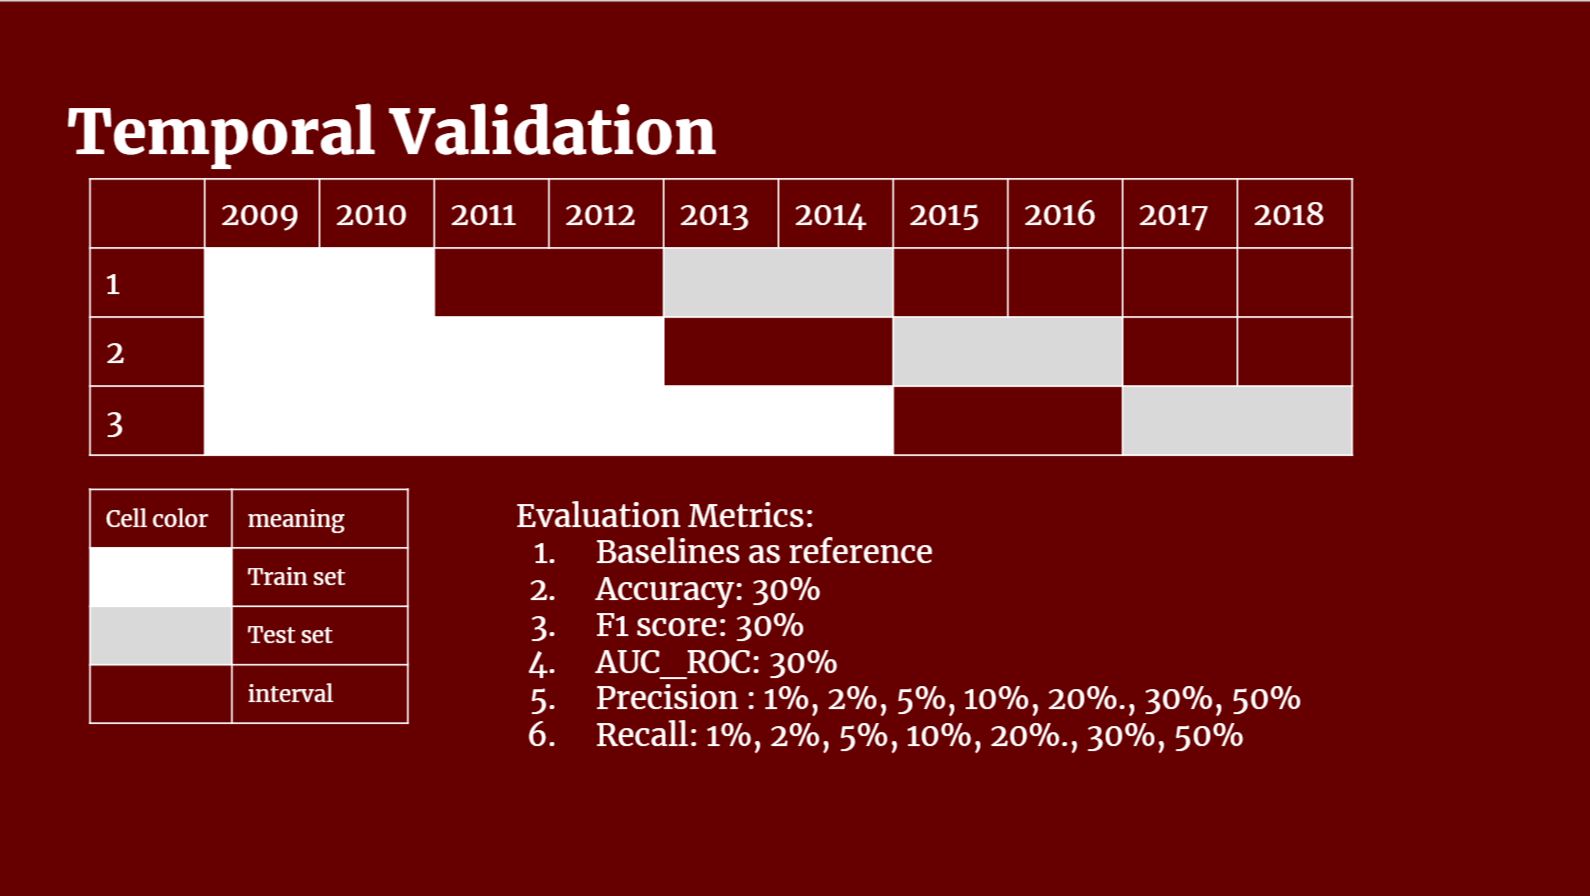 Temporal Validation
2009 2010 2011 2012 2013 2014 2015 2016 2017 2018
1
2
3
Cell color meaning
Train set
Test set
interval
Evaluation Metrics:
1. Baselines as reference
2. Accuracy: 30%
3. F1 score: 30%
4. AUC_ROC: 30%
5. Precision : 1%, 2%, 5%, 10%, 20%., 30%, 50%
6. Recall: 1%, 2%, 5%, 10%, 20%., 30%, 50%